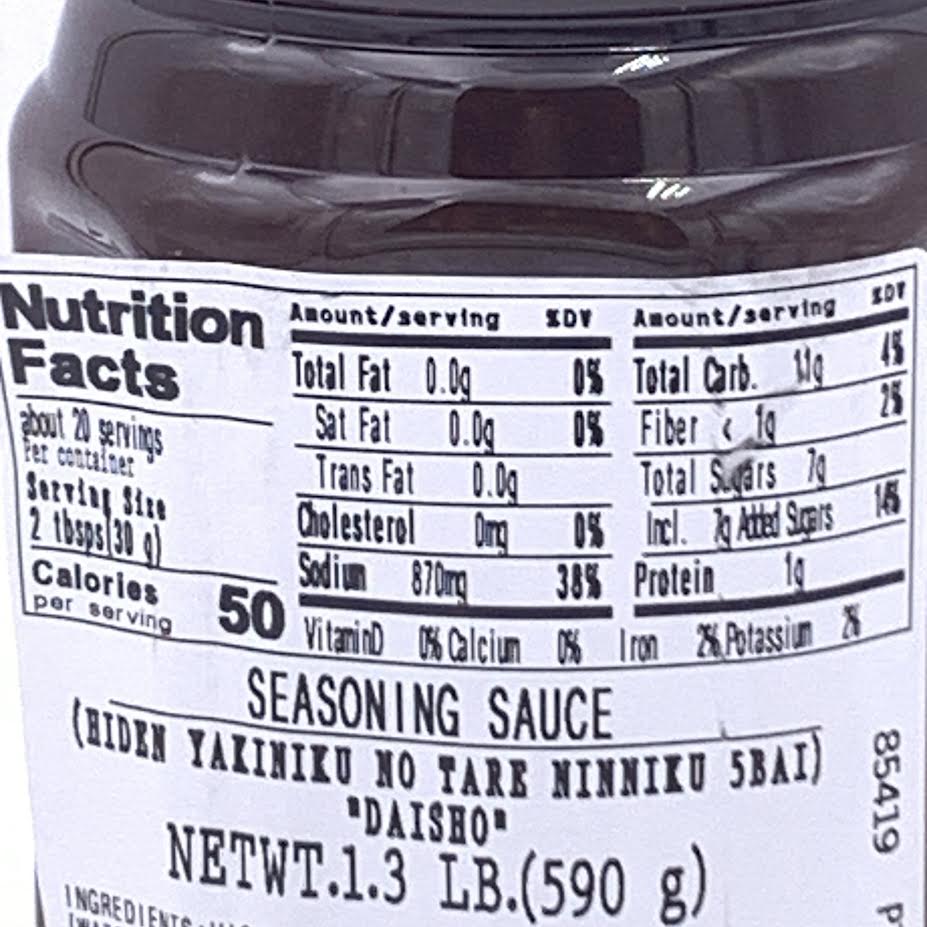 Nutrition
Facts
about 20 servings
Per container
Serving Size
2 tbsps(30 g)
Calories
per serving 50
Amount/serving %DV
Total Fat 0.0g 0%
Sat Fat 0.0g 0%
Trans Fat 0.0g
Cholesterol 0mg 0%
Sodium 870mg 38%
Amount/serving %DV
Total Carb. 11g 4%
Fiber < 1g 2%
Total Sugars 7g
Incl. 7g Added Sugars 14%
Protein 1g
VitaminD 0% Calcium 0% Iron 2% Potassium 2%
SEASONING SAUCE
(HIDEN YAKINIKU NO TARE NINNIKU 5BAI)
"DAISHO"
NETWT.1.3 LB.(590 g)
85419
INGREDIENTS: